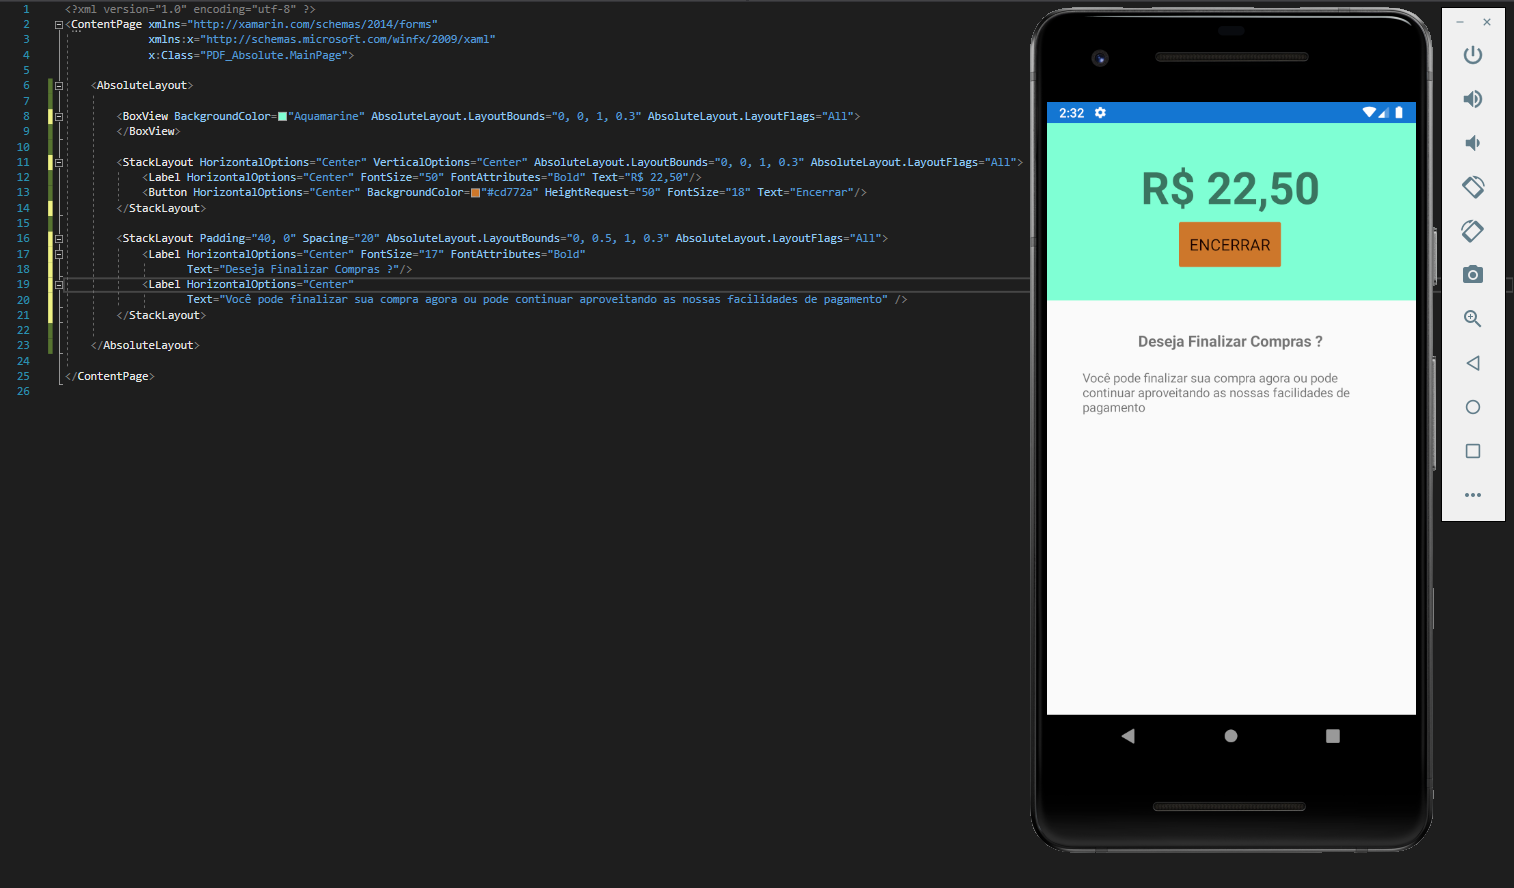 1 <?xml version="1.0" encoding="utf-8" ?>
2 <ContentPage xmlns="http://xamarin.com/schemas/2014/forms"
3 xmlns:x="http://schemas.microsoft.com/winfx/2009/xaml"
4 x:Class="PDF_Absolute.MainPage">
5
6 <AbsoluteLayout>
7
8 <BoxView BackgroundColor="Aquamarine" AbsoluteLayout.LayoutBounds="0, 0, 1, 0.3" AbsoluteLayout.LayoutFlags="All">
9 </BoxView>
10
11 <StackLayout HorizontalOptions="Center" VerticalOptions="Center" AbsoluteLayout.LayoutBounds="0, 0, 1, 0.3" AbsoluteLayout.LayoutFlags="All">
12 <Label HorizontalOptions="Center" FontSize="50" FontAttributes="Bold" Text="R$ 22,50"/>
13 <Button HorizontalOptions="Center" BackgroundColor="#cd772a" HeightRequest="50" FontSize="18" Text="Encerrar"/>
14 </StackLayout>
15
16 <StackLayout Padding="40, 0" Spacing="20" AbsoluteLayout.LayoutBounds="0, 0.5, 1, 0.3" AbsoluteLayout.LayoutFlags="All">
17 <Label HorizontalOptions="Center" FontSize="17" FontAttributes="Bold"
18 Text="Deseja Finalizar Compras ?"/>
19 <Label HorizontalOptions="Center"
20 Text="Você pode finalizar sua compra agora ou pode continuar aproveitando as nossas facilidades de pagamento" />
21 </StackLayout>
22
23 </AbsoluteLayout>
24
25 </ContentPage>
26
2:32
R$ 22,50
ENCERRAR
Deseja Finalizar Compras ?
Você pode finalizar sua compra agora ou pode
continuar aproveitando as nossas facilidades de
pagamento